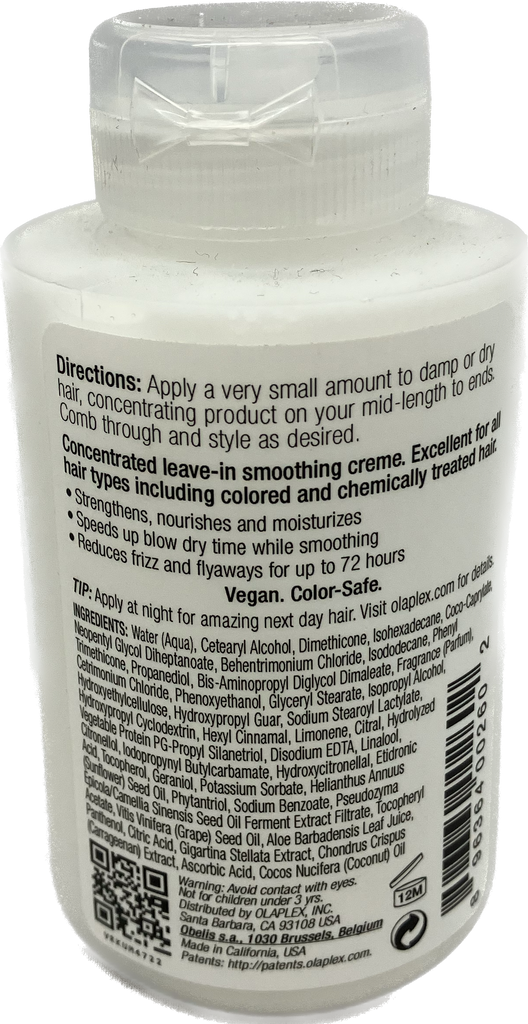 Directions: Apply a very small amount to damp or dry
hair, concentrating product on your mid-length to ends.
Comb through and style as desired.
Concentrated leave-in smoothing creme. Excellent for all
hair types including colored and chemically treated hair.
• Strengthens, nourishes and moisturizes
• Speeds up blow dry time while smoothing
• Reduces frizz and flyaways for up to 72 hours
Vegan. Color-Safe.
TIP: Apply at night for amazing next day hair. Visit olaplex.com for details.
INGREDIENTS: Water (Aqua), Cetearyl Alcohol, Dimethicone, Isohexadecane, Coco-Caprylate,
Neopentyl Glycol Diheptanoate, Behentrimonium Chloride, Isododecane, Phenyl
Trimethicone, Propanediol, Bis-Aminopropyl Diglycol Dimaleate, Fragrance (Parfum),
Cetrimonium Chloride, Phenoxyethanol, Glyceryl Stearate, Isopropyl Alcohol,
Hydroxyethylcellulose, Hydroxypropyl Guar, Sodium Stearoyl Lactylate,
Hydroxypropyl Cyclodextrin, Hexyl Cinnamal, Limonene, Citral, Hydrolyzed
Vegetable Protein PG-Propyl Silanetriol, Disodium EDTA, Linalool,
Citronellol, Iodopropynyl Butylcarbamate, Hydroxycitronellal, Etidronic
Acid, Tocopherol, Geraniol, Potassium Sorbate, Helianthus Annuus
(Sunflower) Seed Oil, Phytantriol, Sodium Benzoate, Pseudozyma
Epicola/Camellia Sinensis Seed Oil Ferment Extract Filtrate, Tocopheryl
Acetate, Vitis Vinifera (Grape) Seed Oil, Aloe Barbadensis Leaf Juice,
Panthenol, Citric Acid, Gigartina Stellata Extract, Chondrus Crispus
(Carrageenan) Extract, Ascorbic Acid, Cocos Nucifera (Coconut) Oil
Warning: Avoid contact with eyes.
Not for children under 3 yrs.
Distributed by OLAPLEX, INC.
Santa Barbara, CA 93108 USA
Obelis s.a., 1030 Brussels, Belgium
Made in California, USA
Patents: http://patents.olaplex.com.
12M
8 96364 00260 2